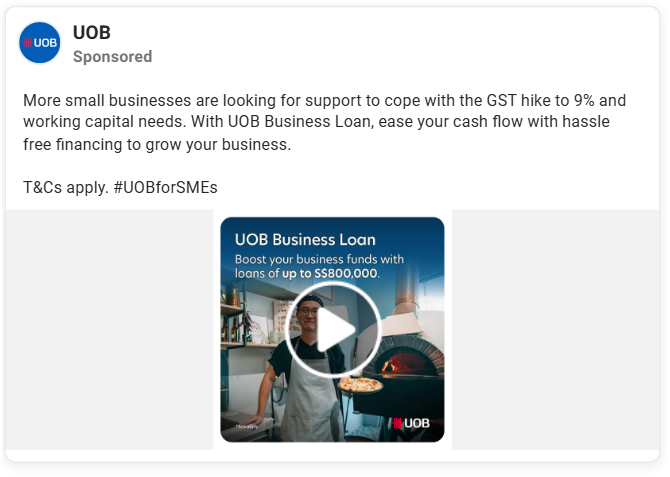 UOB
UOB
Sponsored
More small businesses are looking for support to cope with the GST hike to 9% and
working capital needs. With UOB Business Loan, ease your cash flow with hassle
free financing to grow your business.
T&Cs apply. #UOBforSMEs
UOB Business Loan
Boost your business funds with
loans of up to S$800,000.
T&Cs apply.
UOB